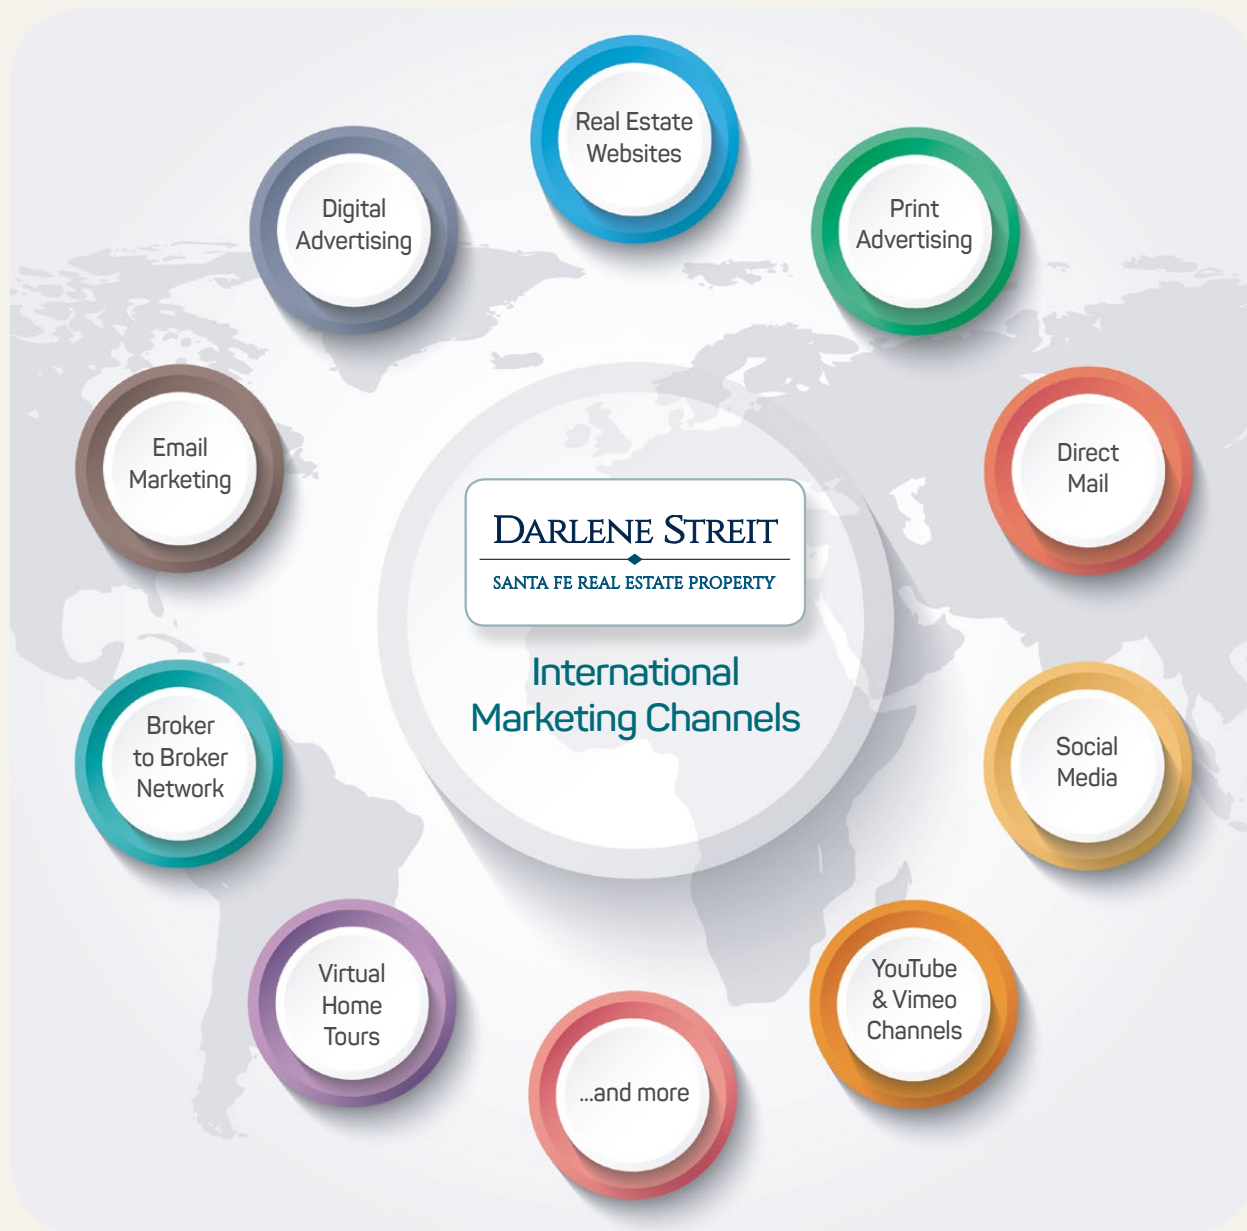 Real Estate
Websites
Digital
Advertising
Print
Advertising
Email
Marketing
Direct
Mail
DARLENE STREIT
SANTA FE REAL ESTATE PROPERTY
International
Marketing Channels
Broker
to Broker
Network
Social
Media
Virtual
Home
Tours
YouTube
& Vimeo
Channels
...and more